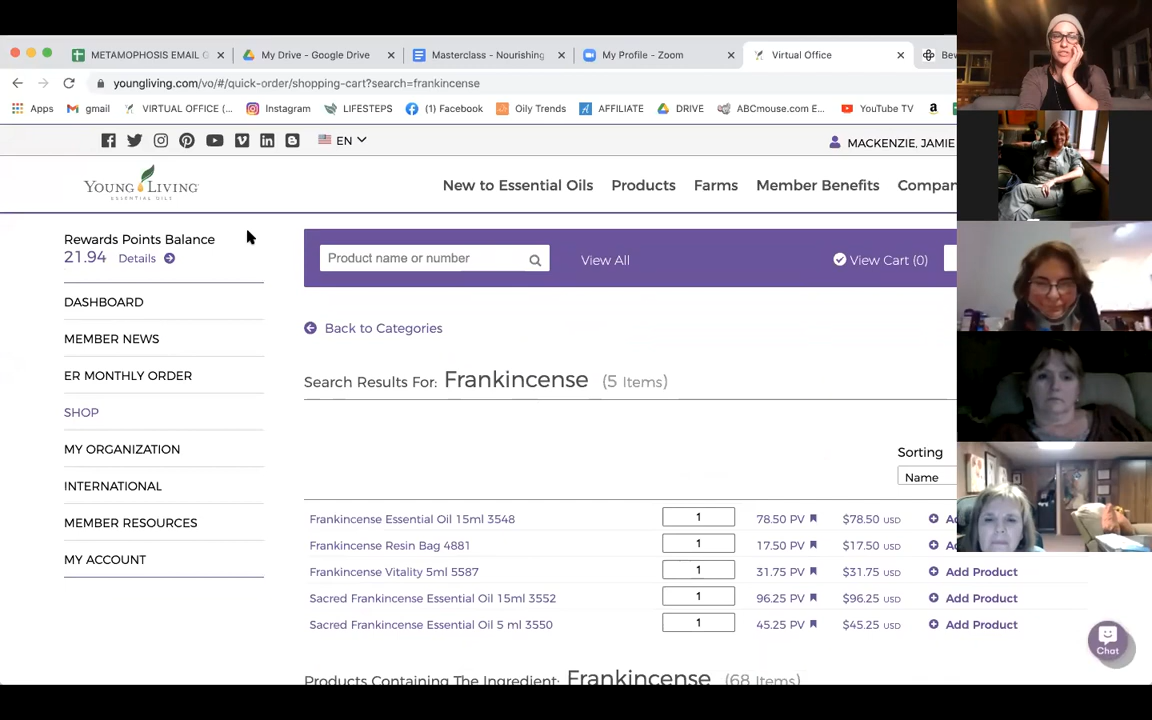 METAMOPHOSIS EMAIL G
My Drive - Google Drive
Masterclass - Nourishing
My Profile - Zoom
Virtual Office
Bew
youngliving.com/vo/#/quick-order/shopping-cart?search=frankincense
Apps
gmail
VIRTUAL OFFICE (...
Instagram
LIFESTEPS
(1) Facebook
Oily Trends
AFFILIATE
DRIVE
ABCmouse.com E...
YouTube TV
EN
MACKENZIE, JAMIE
YOUNG LIVING
ESSENTIAL OILS
New to Essential Oils
Products
Farms
Member Benefits
Compan
Rewards Points Balance
21.94 Details
DASHBOARD
MEMBER NEWS
ER MONTHLY ORDER
SHOP
MY ORGANIZATION
INTERNATIONAL
MEMBER RESOURCES
MY ACCOUNT
Product name or number
View All
View Cart (0)
Back to Categories
Search Results For: Frankincense (5 Items)
Sorting
Name
Frankincense Essential Oil 15ml 3548 1 78.50 PV $78.50 USD A
Frankincense Resin Bag 4881 1 17.50 PV $17.50 USD A
Frankincense Vitality 5ml 5587 1 31.75 PV $31.75 USD Add Product
Sacred Frankincense Essential Oil 15ml 3552 1 96.25 PV $96.25 USD Add Product
Sacred Frankincense Essential Oil 5 ml 3550 1 45.25 PV $45.25 USD Add Product
Products Containing The Ingredient: Frankincense (68 Items)
Chat